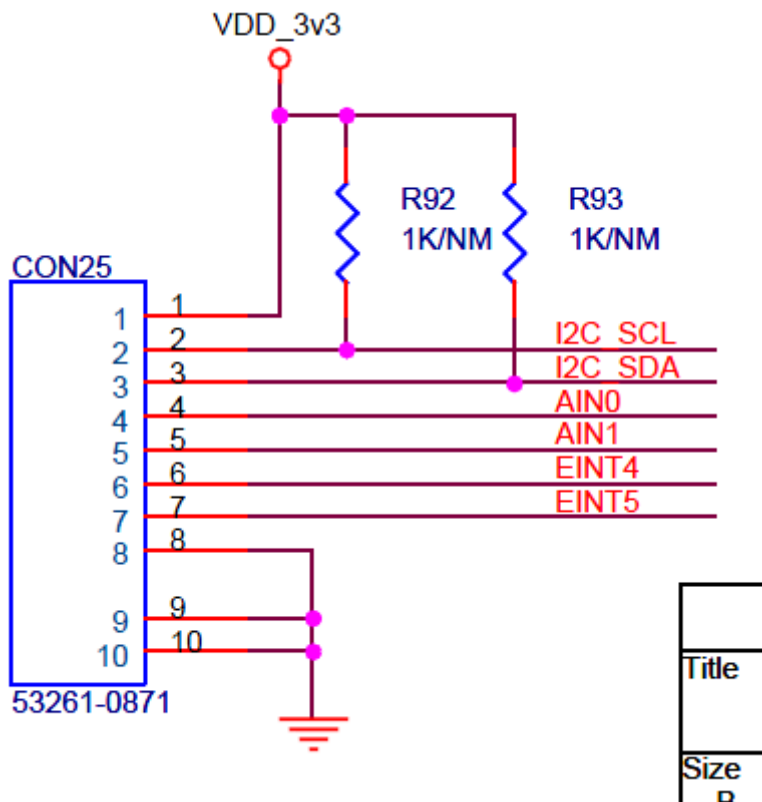 VDD_3v3
R92
1K/NM
R93
1K/NM
CON25
1 1
2 2 I2C_SCL
3 3 I2C_SDA
4 4 AIN0
5 5 AIN1
6 6 EINT4
7 7 EINT5
8 8
9 9
10 10
53261-0871
Title
Size